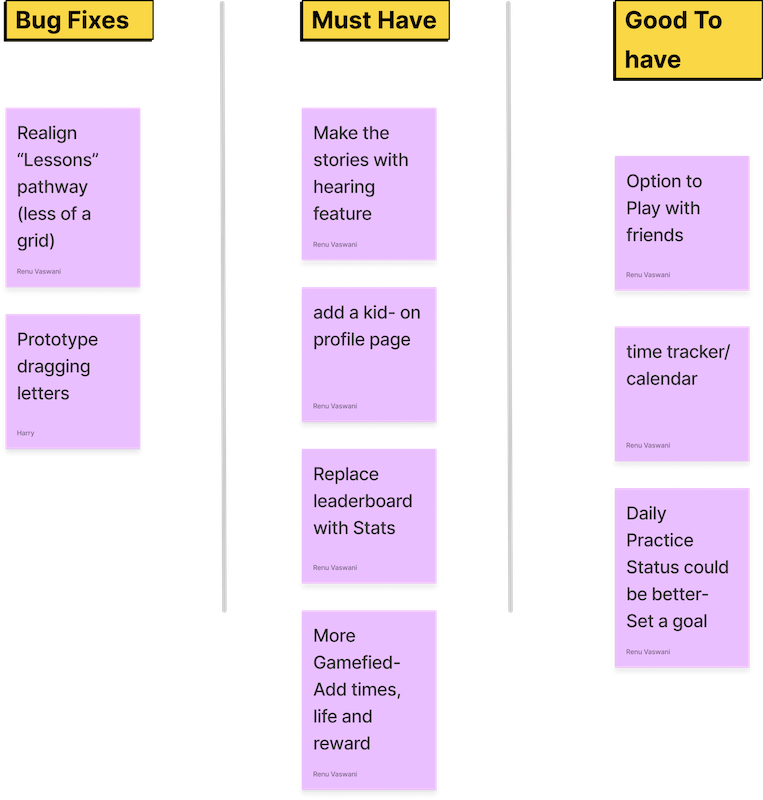 Bug Fixes
Realign
“Lessons”
pathway
(less of a
grid)
Renu Vaswani
Prototype
dragging
letters
Harry
Must Have
Make the
stories with
hearing
feature
Renu Vaswani
add a kid- on
profile page
Renu Vaswani
Replace
leaderboard
with Stats
Renu Vaswani
More
Gamefied-
Add times,
life and
reward
Renu Vaswani
Good To
have
Option to
Play with
friends
Renu Vaswani
time tracker/
calendar
Renu Vaswani
Daily
Practice
Status could
be better-
Set a goal
Renu Vaswani